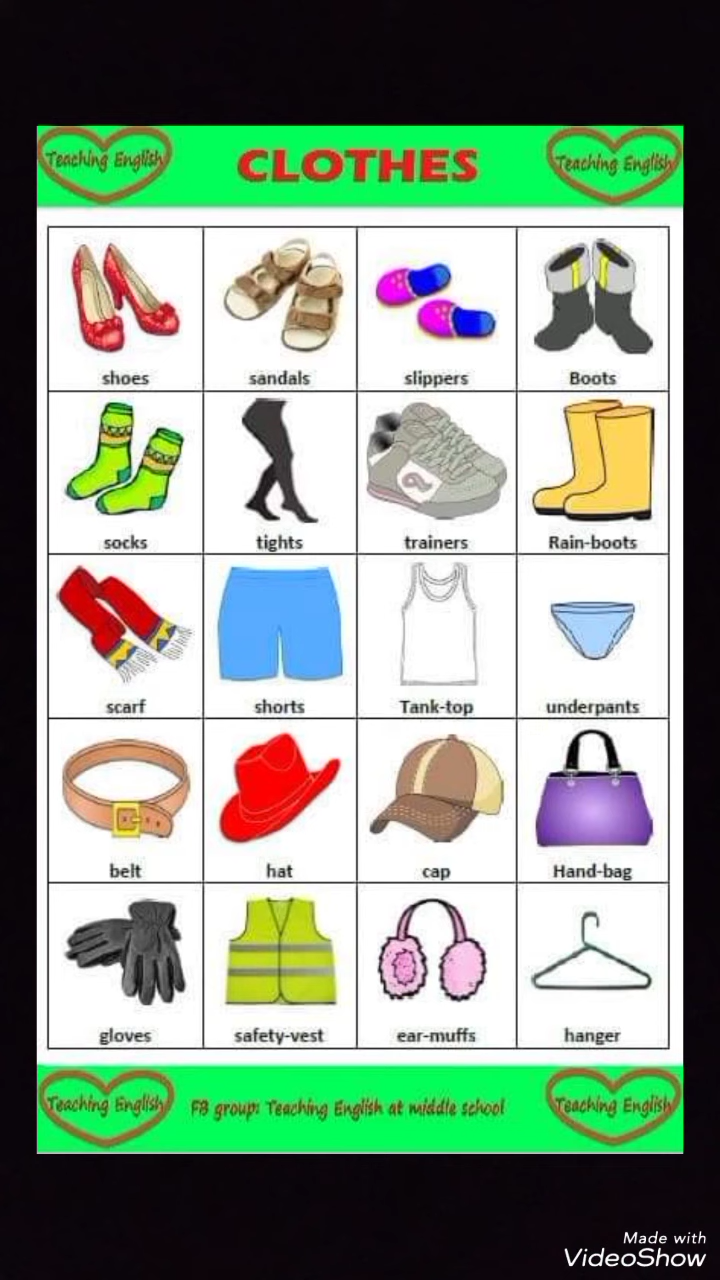 Teaching English CLOTHES Teaching English
shoes sandals slippers Boots
socks tights trainers Rain-boots
scarf shorts Tank-top underpants
belt hat cap Hand-bag
gloves safety-vest ear-muffs hanger
Teaching English FB group: Teaching English at middle school Teaching English
Made with
VideoShow